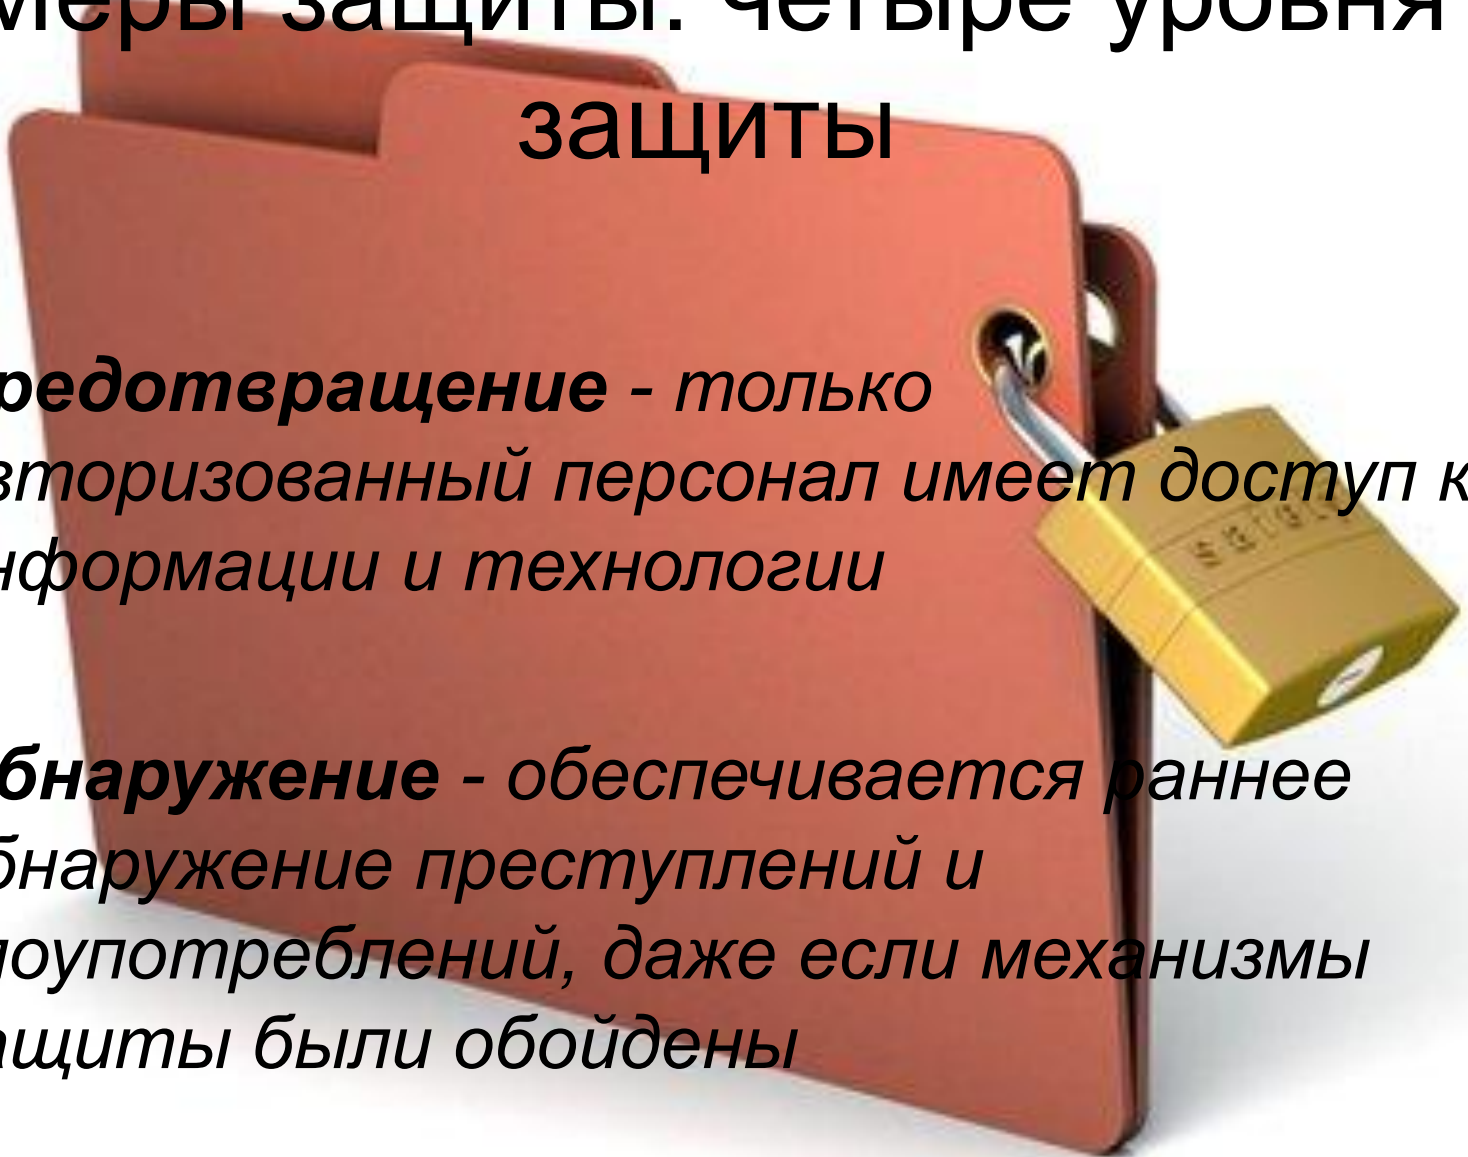 меры защиты: четыре уровня
защиты
редотвращение - только
вторизованный персонал имеет доступ к
нформации и технологии
бнаружение - обеспечивается раннее
бнаружение преступлений и
лоупотреблений, даже если механизмы
ащиты были обойдены